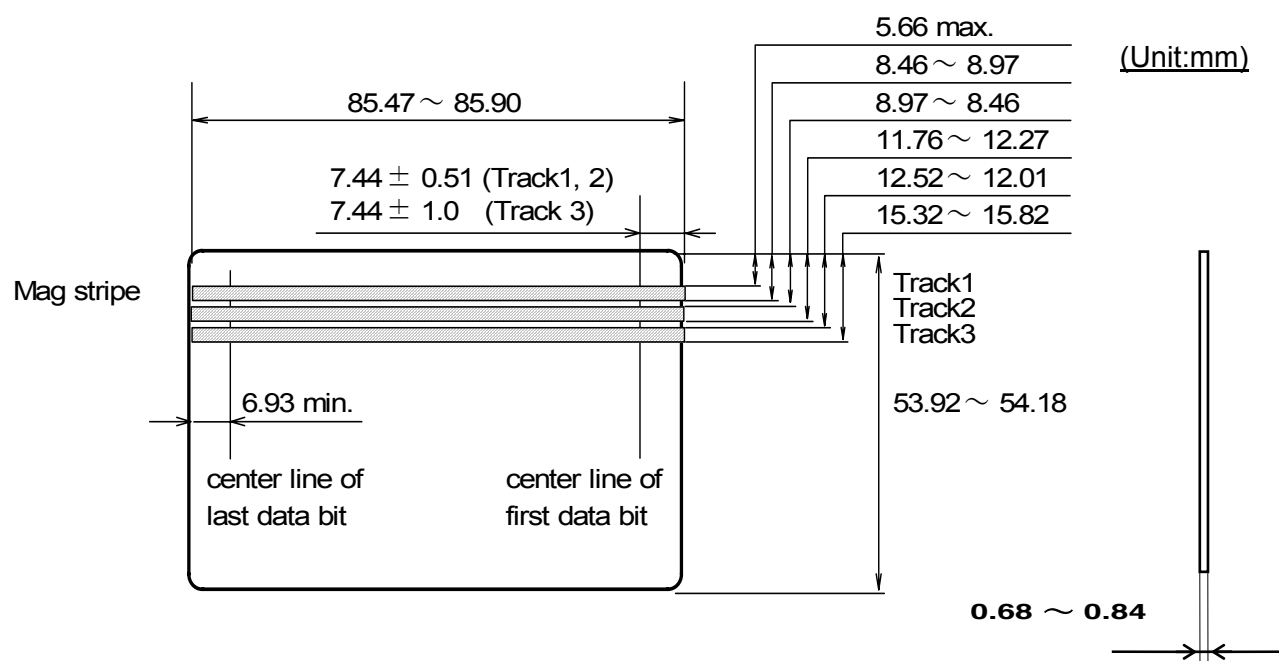 5.66 max.
(Unit:mm)
8.46～ 8.97
85.47～ 85.90
8.97～ 8.46
11.76～ 12.27
7.44 ± 0.51 (Track1, 2)
12.52～ 12.01
7.44 ± 1.0 (Track 3)
15.32～ 15.82
Mag stripe
Track1
Track2
Track3
6.93 min.
53.92～ 54.18
center line of
last data bit
center line of
first data bit
0.68 ～ 0.84